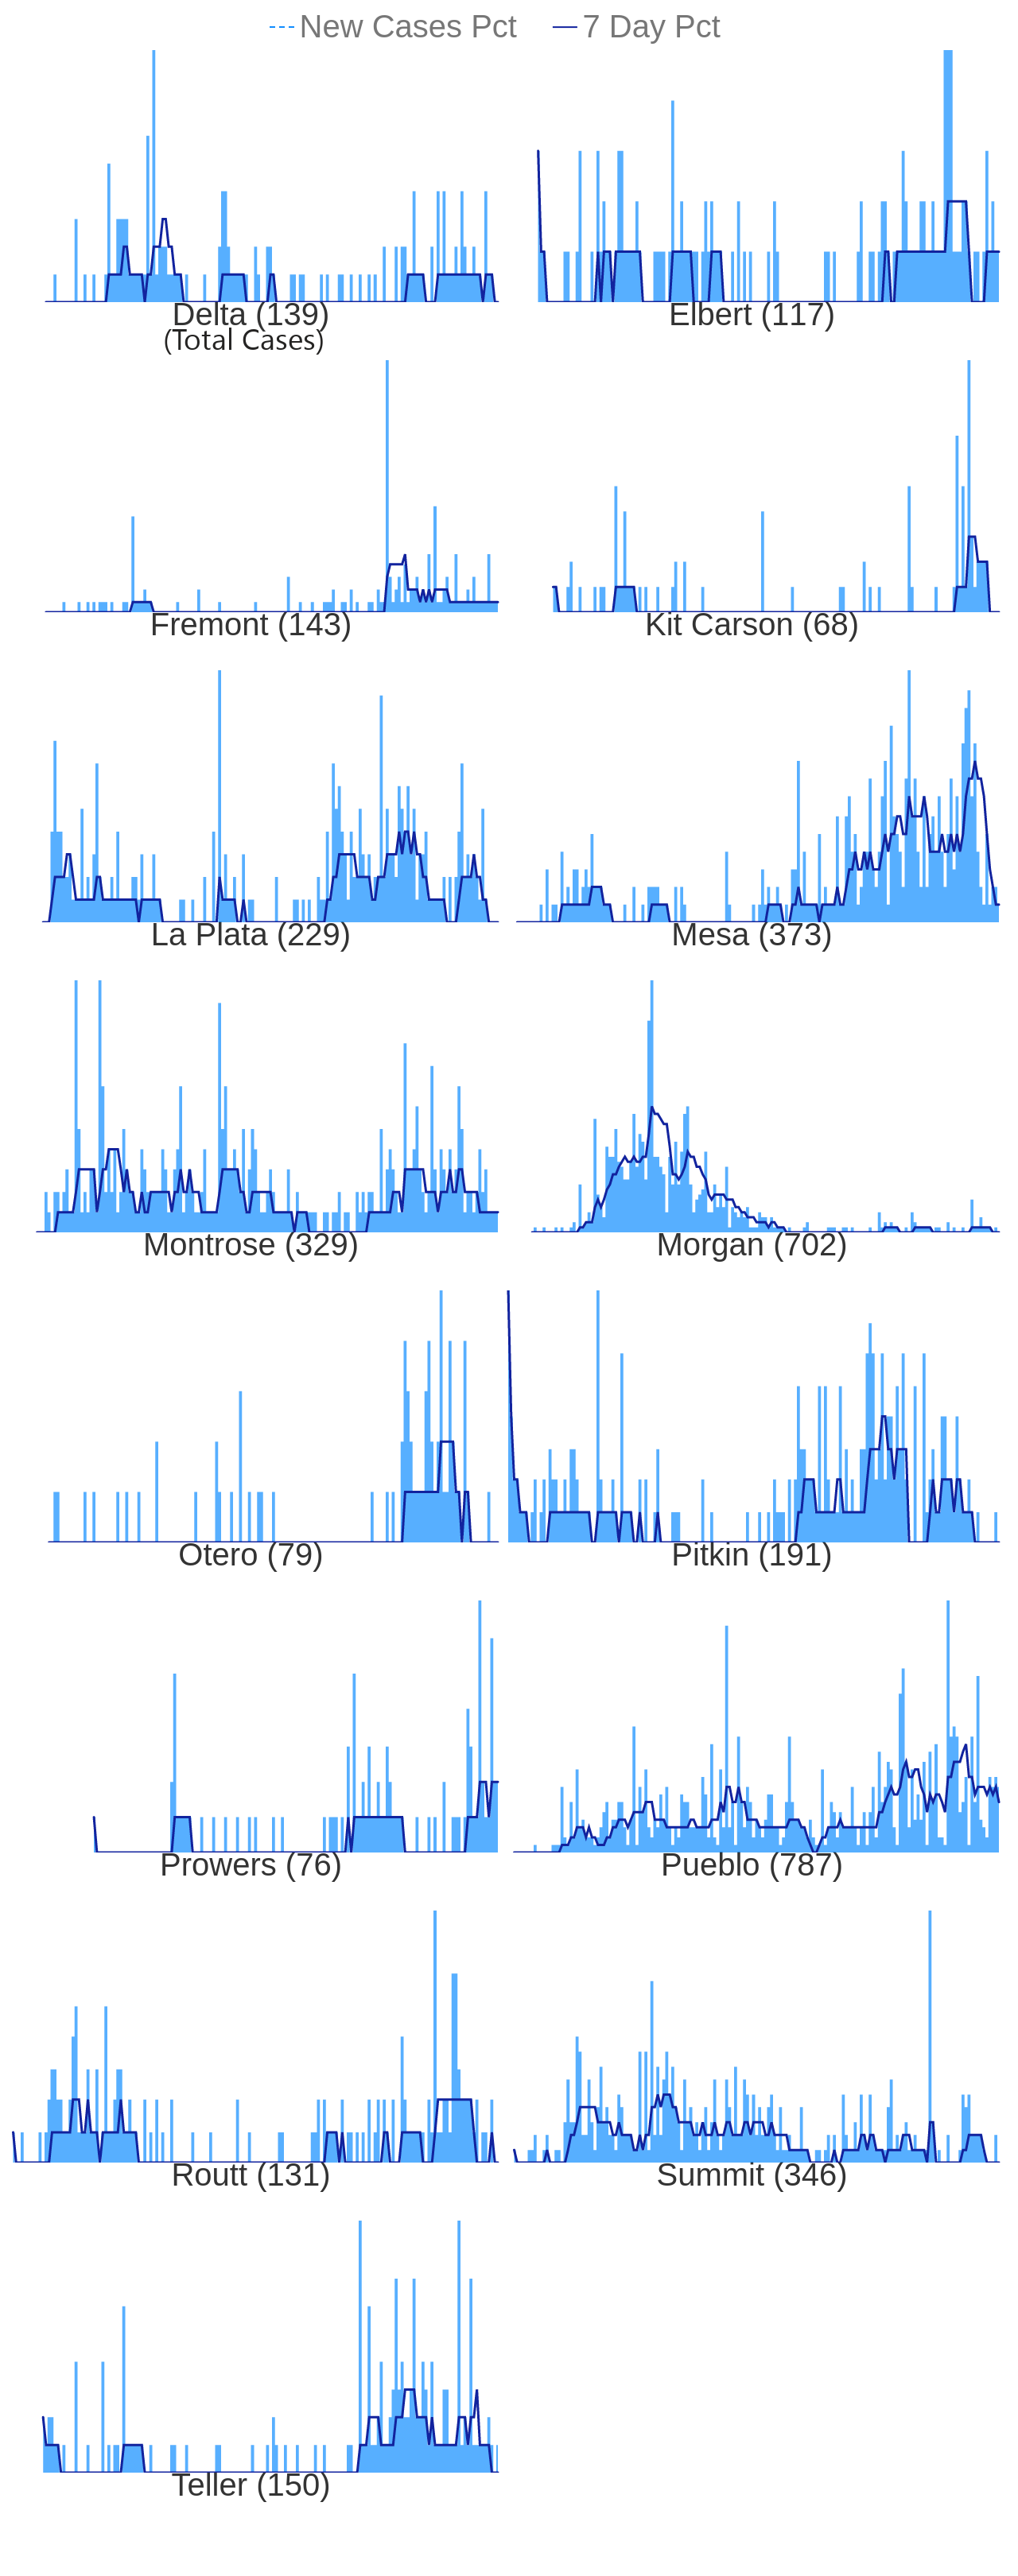 New Cases Pct 7 Day Pct
Delta (139) Elbert (117)
(Total Cases)
Fremont (143) Kit Carson (68)
La Plata (229) Mesa (373)
Montrose (329) Morgan (702)
Otero (79) Pitkin (191)
Prowers (76) Pueblo (787)
Routt (131) Summit (346)
Teller (150)